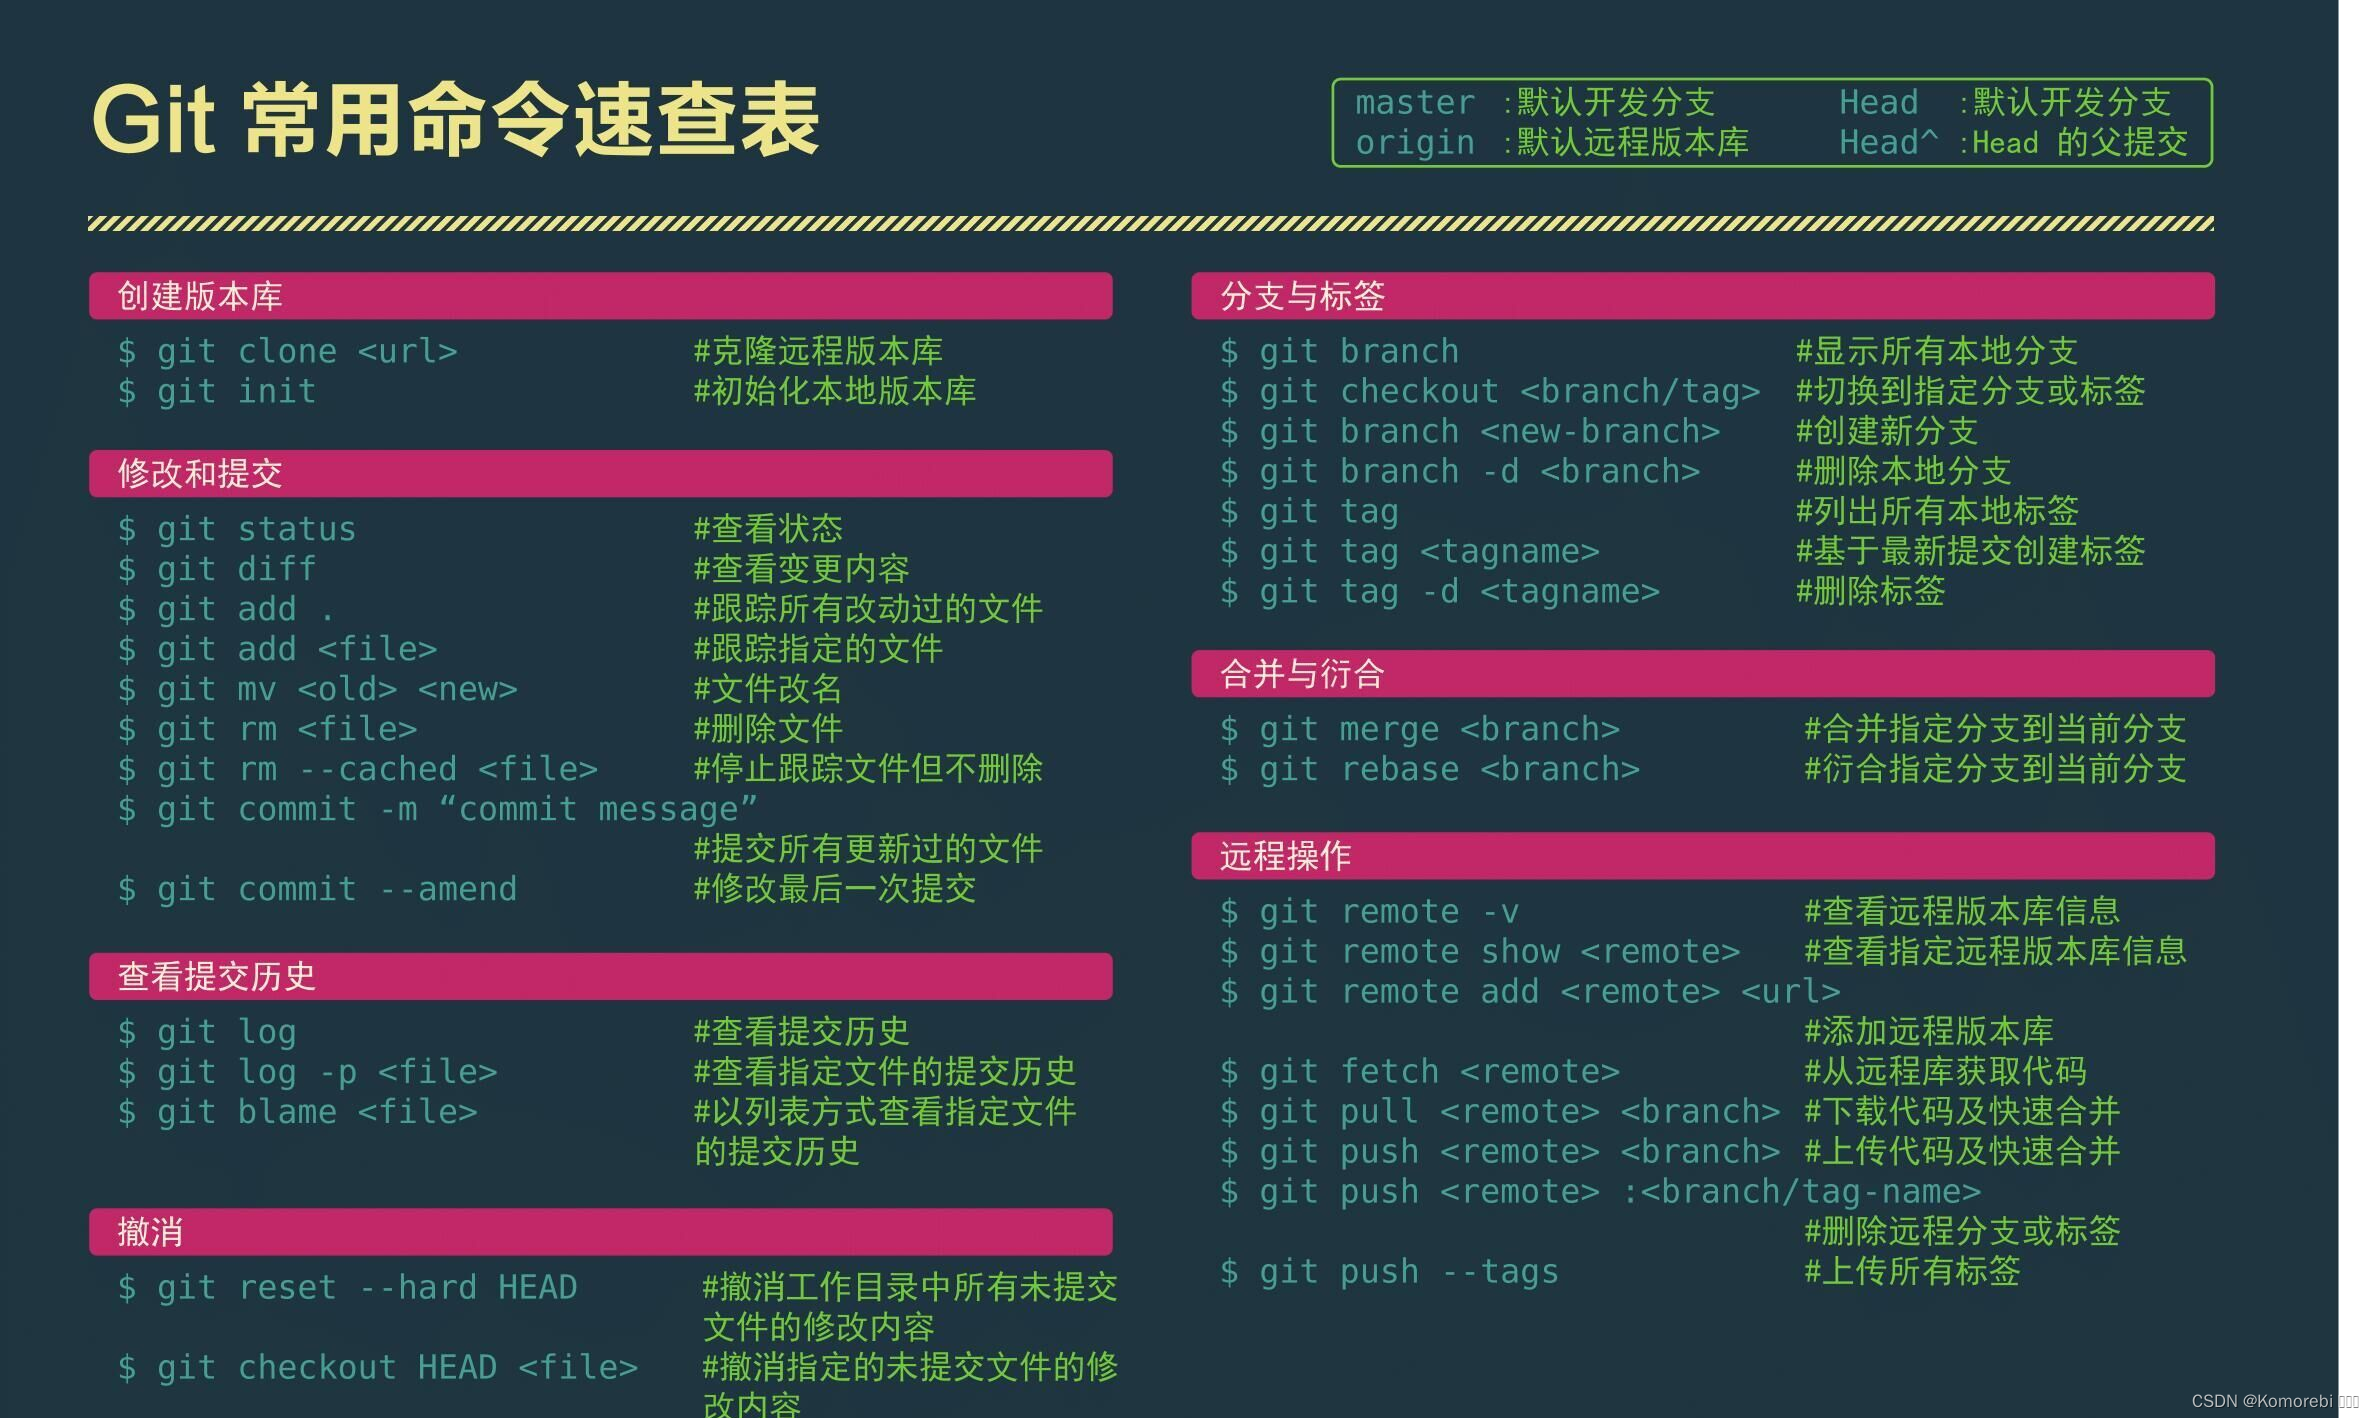 Git 常用命令速查表
master :默认开发分支 Head :默认开发分支
origin :默认远程版本库 Head^ :Head 的父提交
创建版本库
$ git clone <url> #克隆远程版本库
$ git init #初始化本地版本库
修改和提交
$ git status #查看状态
$ git diff #查看变更内容
$ git add . #跟踪所有改动过的文件
$ git add <file> #跟踪指定的文件
$ git mv <old> <new> #文件改名
$ git rm <file> #删除文件
$ git rm --cached <file> #停止跟踪文件但不删除
$ git commit -m “commit message”
#提交所有更新过的文件
$ git commit --amend #修改最后一次提交
查看提交历史
$ git log #查看提交历史
$ git log -p <file> #查看指定文件的提交历史
$ git blame <file> #以列表方式查看指定文件
的提交历史
撤消
$ git reset --hard HEAD #撤消工作目录中所有未提交
文件的修改内容
$ git checkout HEAD <file> #撤消指定的未提交文件的修
改内容
分支与标签
$ git branch #显示所有本地分支
$ git checkout <branch/tag> #切换到指定分支或标签
$ git branch <new-branch> #创建新分支
$ git branch -d <branch> #删除本地分支
$ git tag #列出所有本地标签
$ git tag <tagname> #基于最新提交创建标签
$ git tag -d <tagname> #删除标签
合并与衍合
$ git merge <branch> #合并指定分支到当前分支
$ git rebase <branch> #衍合指定分支到当前分支
远程操作
$ git remote -v #查看远程版本库信息
$ git remote show <remote> #查看指定远程版本库信息
$ git remote add <remote> <url>
#添加远程版本库
$ git fetch <remote> #从远程库获取代码
$ git pull <remote> <branch> #下载代码及快速合并
$ git push <remote> <branch> #上传代码及快速合并
$ git push <remote> :<branch/tag-name>
#删除远程分支或标签
$ git push --tags #上传所有标签
CSDN @Komorebi